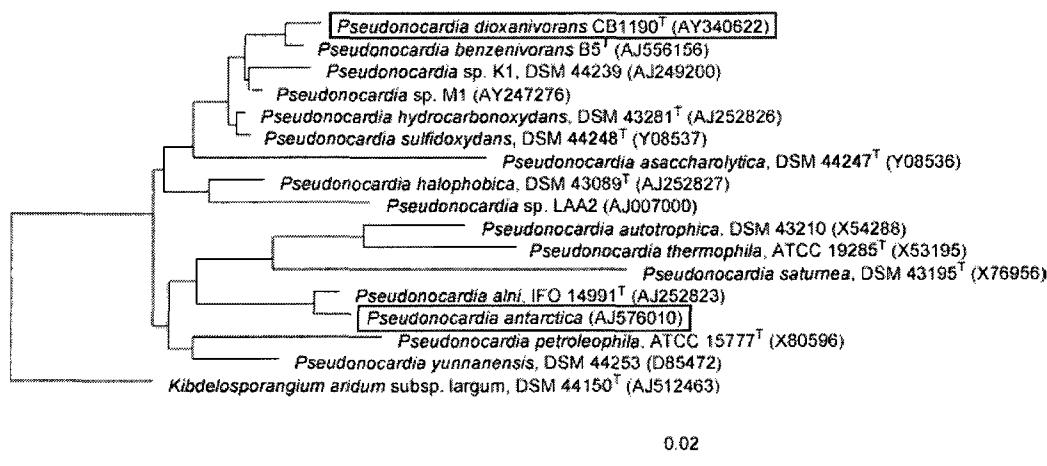 Pseudonocardia dioxanivorans CB1190ᵀ (AY340622)
Pseudonocardia benzenivorans B5ᵀ (AJ556156)
Pseudonocardia sp. K1, DSM 44239 (AJ249200)
Pseudonocardia sp. M1 (AY247276)
Pseudonocardia hydrocarbonoxydans, DSM 43281ᵀ (AJ252826)
Pseudonocardia sulfidoxydans, DSM 44248ᵀ (Y08537)
Pseudonocardia asaccharolytica, DSM 44247ᵀ (Y08536)
Pseudonocardia halophobica, DSM 43089ᵀ (AJ252827)
Pseudonocardia sp. LAA2 (AJ007000)
Pseudonocardia autotrophica, DSM 43210 (X54288)
Pseudonocardia thermophila, ATCC 19285ᵀ (X53195)
Pseudonocardia saturnea, DSM 43195ᵀ (X76956)
Pseudonocardia alni, IFO 14991ᵀ (AJ252823)
Pseudonocardia antarctica (AJ576010)
Pseudonocardia petroleophila, ATCC 15777ᵀ (X80596)
Pseudonocardia yunnanensis, DSM 44253 (D85472)
Kibdelosporangium aridum subsp. largum, DSM 44150ᵀ (AJ512463)
0.02